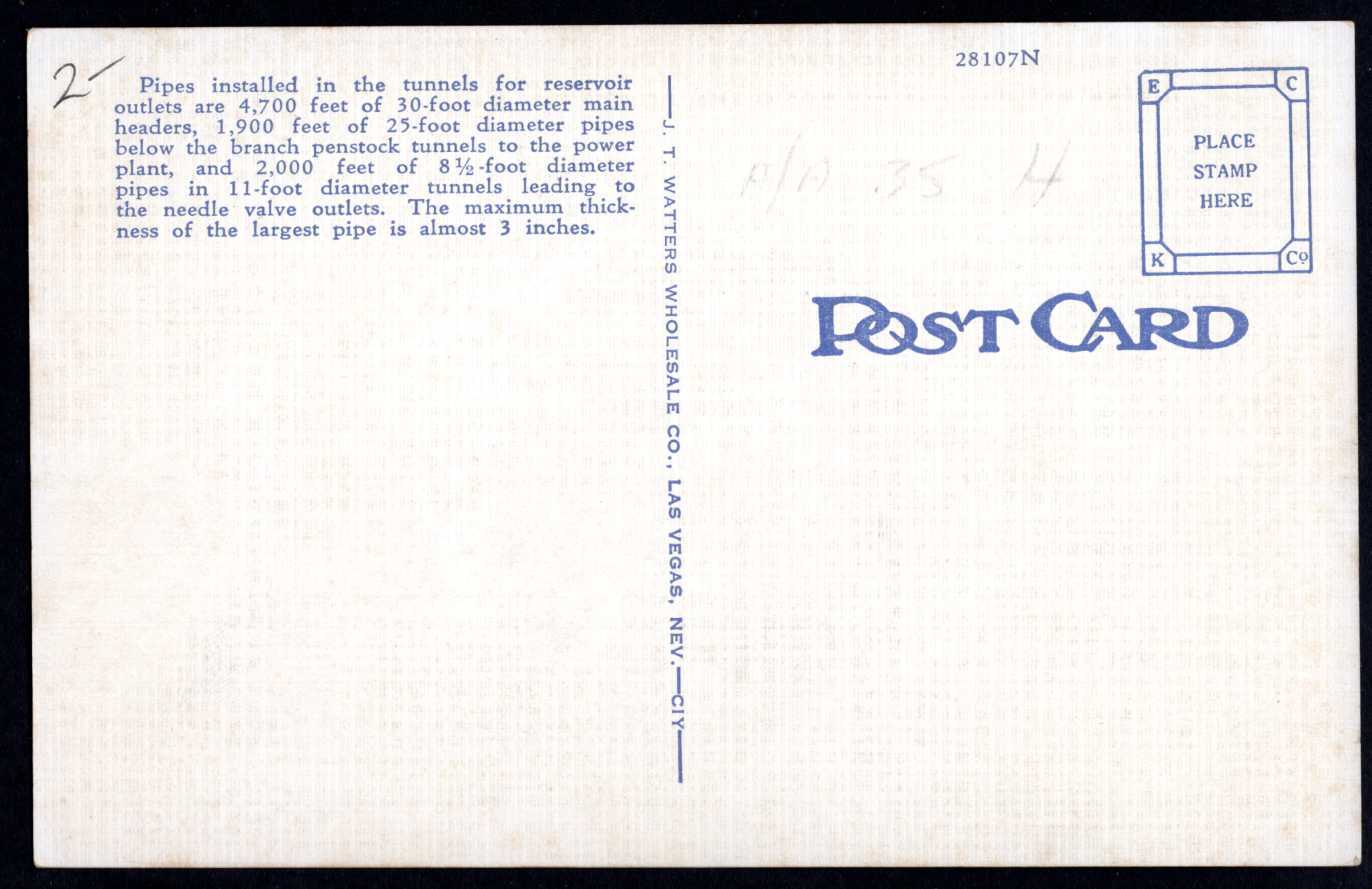 2-
Pipes installed in the tunnels for reservoir
outlets are 4,700 feet of 30-foot diameter main
headers, 1,900 feet of 25-foot diameter pipes
below the branch penstock tunnels to the power
plant, and 2,000 feet of 8½-foot diameter
pipes in 11-foot diameter tunnels leading to
the needle valve outlets. The maximum thick-
ness of the largest pipe is almost 3 inches.
J. T. WATTERS WHOLESALE CO., LAS VEGAS, NEV.—CIY
28107N
E C
PLACE
STAMP
HERE
K Co
A/A 35 H
POST CARD